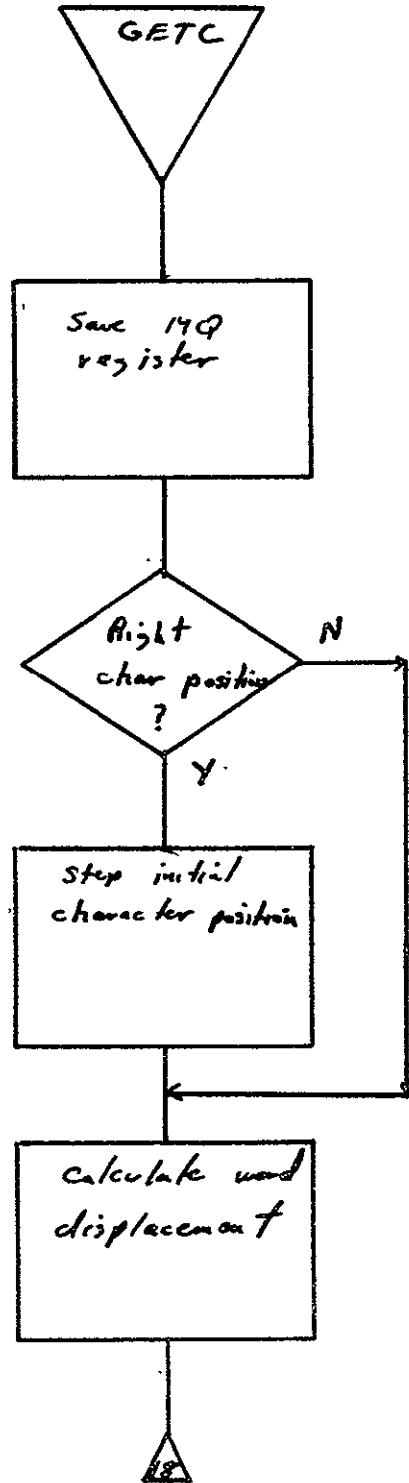 GETC
Save 14Q
register
Right
char position
?
N
Y
Step initial
character position
Calculate word
displacement
18